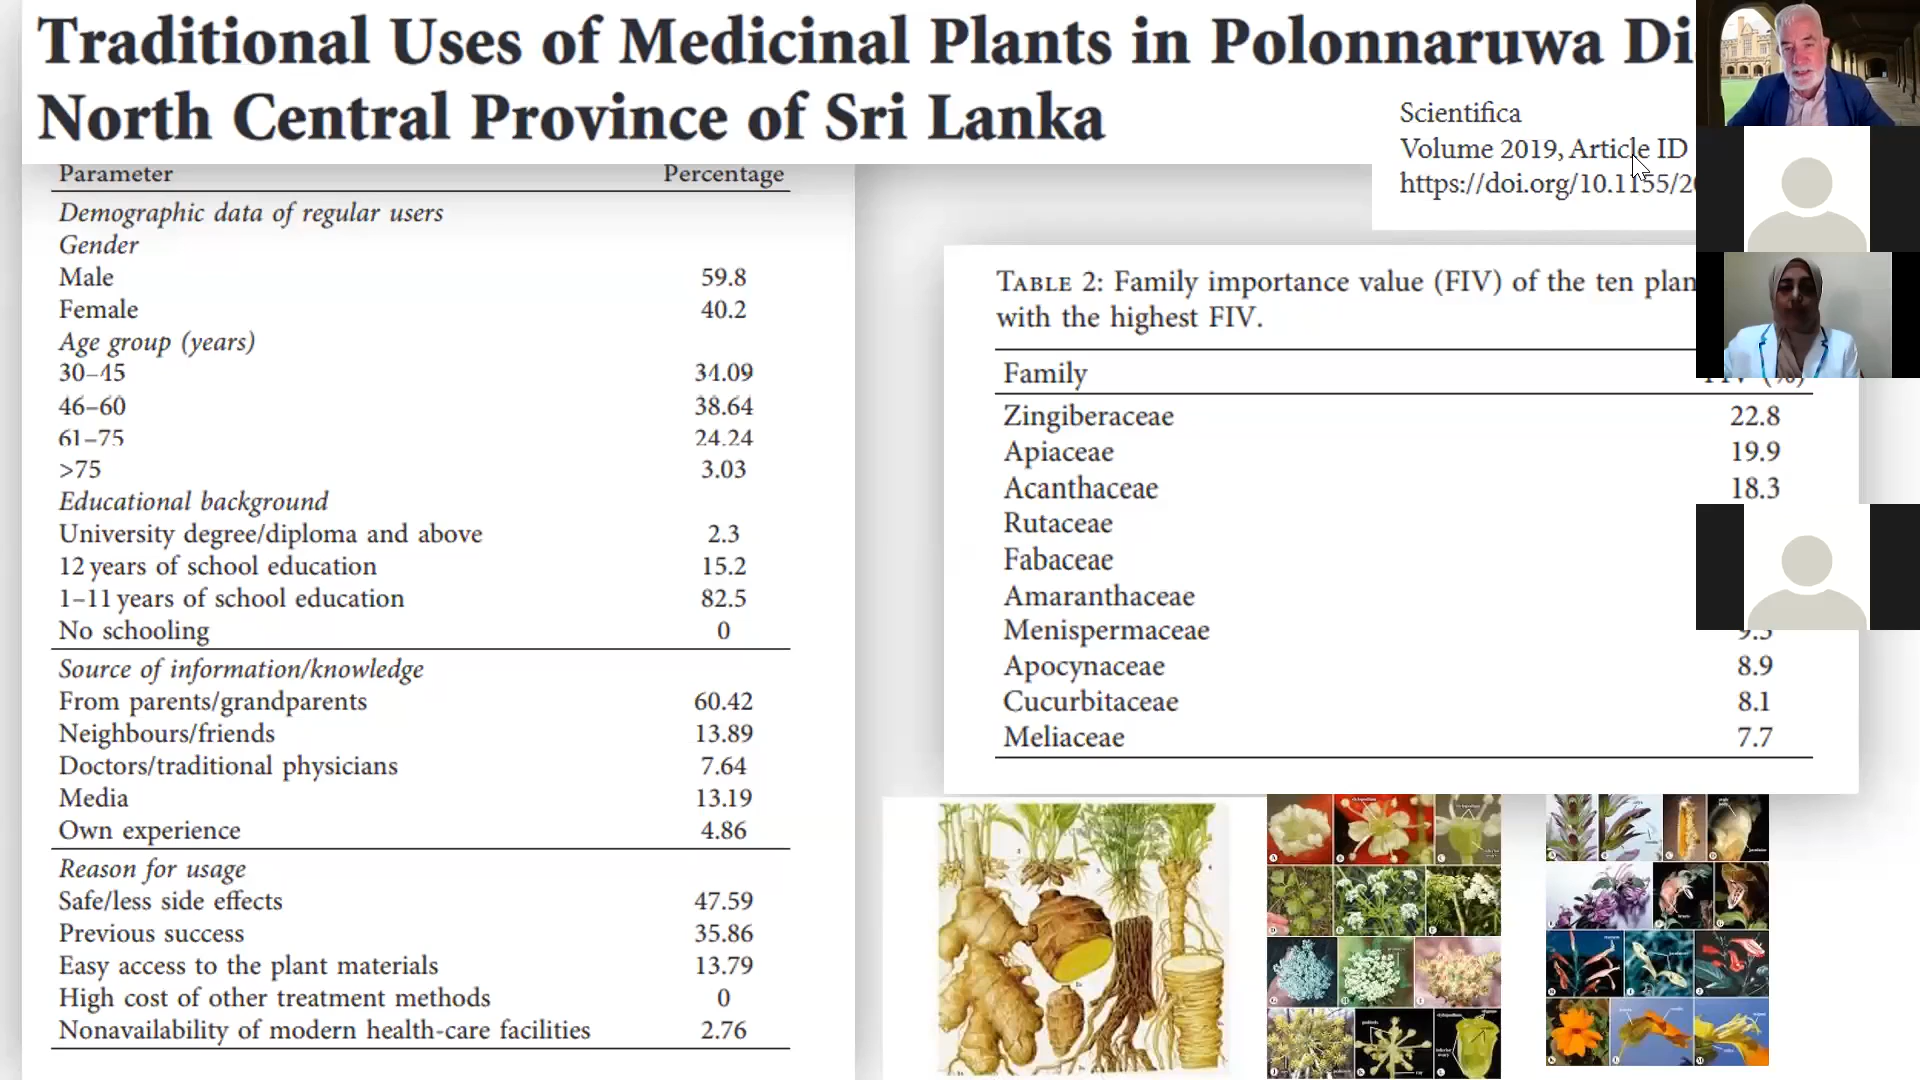 Traditional Uses of Medicinal Plants in Polonnaruwa Di
North Central Province of Sri Lanka
Scientifica
Volume 2019, Article ID
https://doi.org/10.1155/20
Parameter Percentage
Demographic data of regular users
Gender
Male 59.8
Female 40.2
Age group (years)
30–45 34.09
46–60 38.64
61–75 24.24
>75 3.03
Educational background
University degree/diploma and above 2.3
12 years of school education 15.2
1–11 years of school education 82.5
No schooling 0
Source of information/knowledge
From parents/grandparents 60.42
Neighbours/friends 13.89
Doctors/traditional physicians 7.64
Media 13.19
Own experience 4.86
Reason for usage
Safe/less side effects 47.59
Previous success 35.86
Easy access to the plant materials 13.79
High cost of other treatment methods 0
Nonavailability of modern health-care facilities 2.76
TABLE 2: Family importance value (FIV) of the ten plan
with the highest FIV.
Family
Zingiberaceae 22.8
Apiaceae 19.9
Acanthaceae 18.3
Rutaceae
Fabaceae
Amaranthaceae
Menispermaceae
Apocynaceae 8.9
Cucurbitaceae 8.1
Meliaceae 7.7